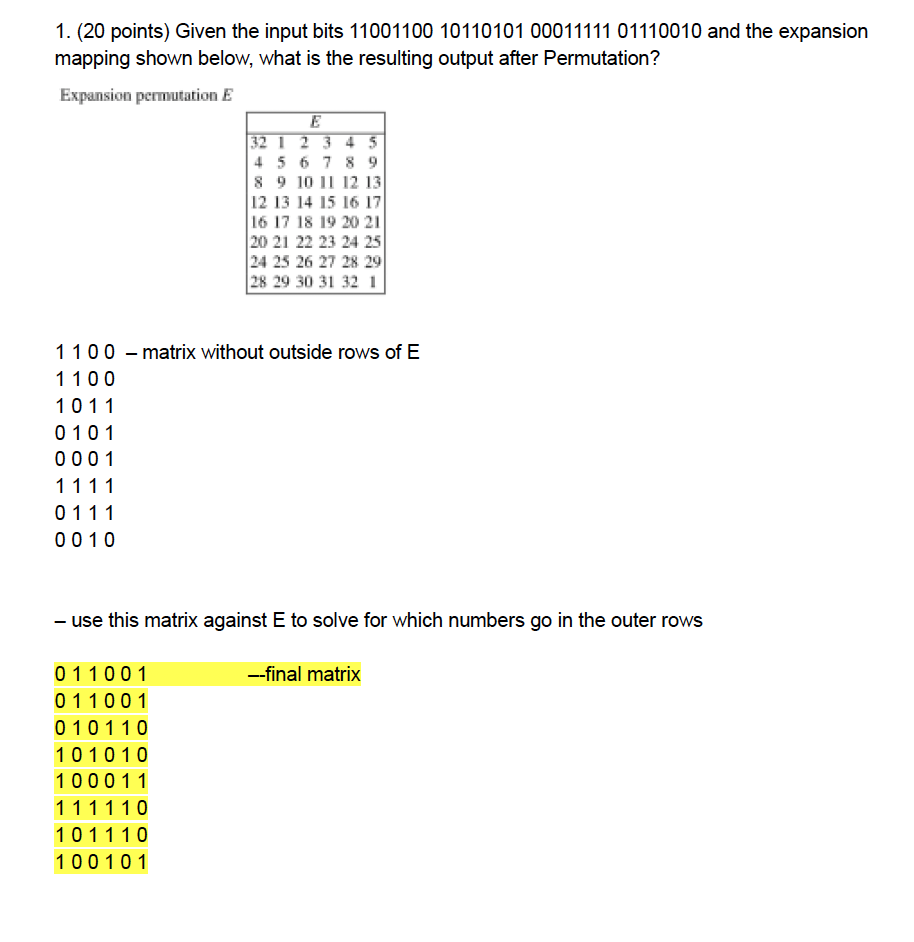 1. (20 points) Given the input bits 11001100 10110101 00011111 01110010 and the expansion
mapping shown below, what is the resulting output after Permutation?
Expansion permutation E
E
32 1 2 3 4 5
4 5 6 7 8 9
8 9 10 11 12 13
12 13 14 15 16 17
16 17 18 19 20 21
20 21 22 23 24 25
24 25 26 27 28 29
28 29 30 31 32 1
1 1 0 0 – matrix without outside rows of E
1 1 0 0
1 0 1 1
0 1 0 1
0 0 0 1
1 1 1 1
0 1 1 1
0 0 1 0
– use this matrix against E to solve for which numbers go in the outer rows
0 1 1 0 0 1 –-final matrix
0 1 1 0 0 1
0 1 0 1 1 0
1 0 1 0 1 0
1 0 0 0 1 1
1 1 1 1 1 0
1 0 1 1 1 0
1 0 0 1 0 1